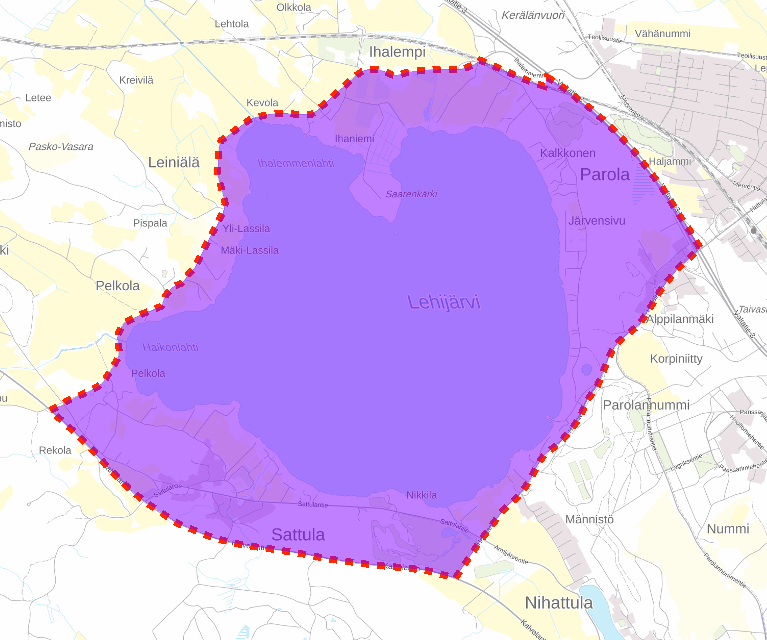 Olkkola
Lehtola
Kerälänvuori
Vähänummi
Ihalempi
Kreivilä
Letee
Kevola
Ihaniemi
Pasko-Vasara
Leiniälä
Ihalemmenlahti
Kalkkonen
Haljammi
Parola
Saarenkärki
Pispala
Yli-Lassila
Järvensivu
Mäki-Lassila
Pelkola
Lehijärvi
Alppilanmäki
Haikonlahti
Korpiniitty
Pelkola
Parolannummi
Rekola
Nikkilä
Sattula
Männistö
Nummi
Nihattula